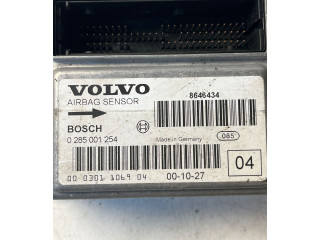 VOLVO
AIRBAG SENSOR
8646434
BOSCH
0 285 001 254
Made in Germany
085
04
00 0301 1069 04
00-10-27